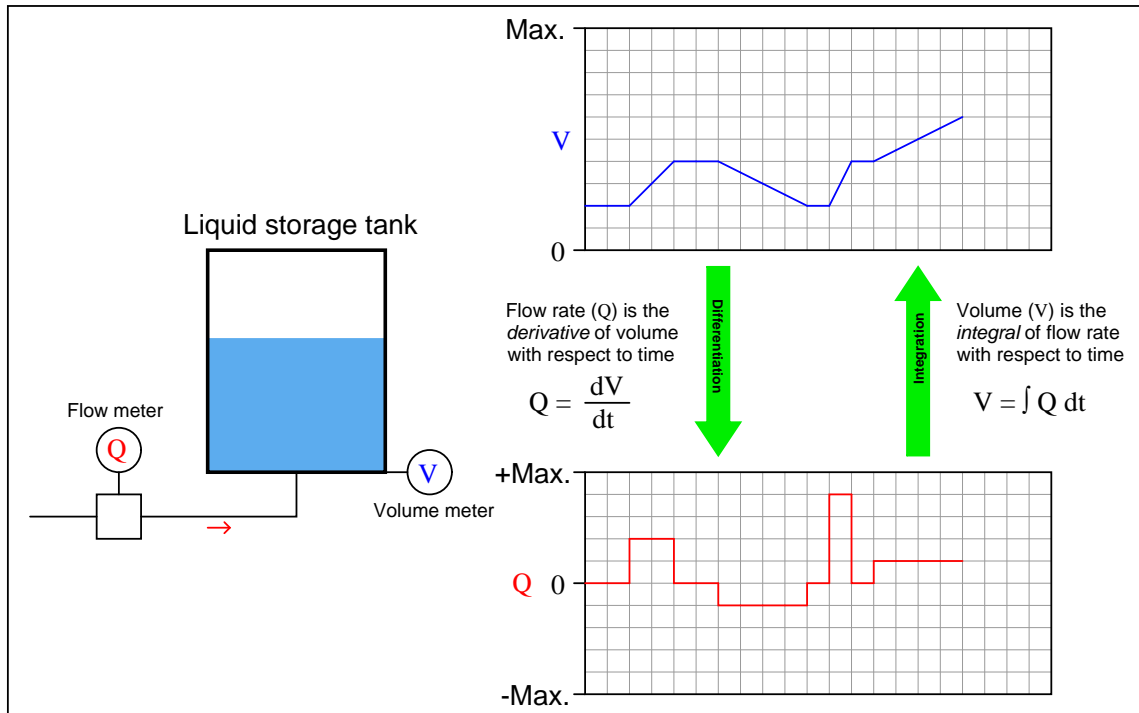 Max.
V
0
Liquid storage tank
Flow meter
Q
V
Volume meter
Flow rate (Q) is the
derivative of volume
with respect to time
Q = dV
dt
Differentiation
Integration
Volume (V) is the
integral of flow rate
with respect to time
V = ∫ Q dt
+Max.
Q 0
-Max.